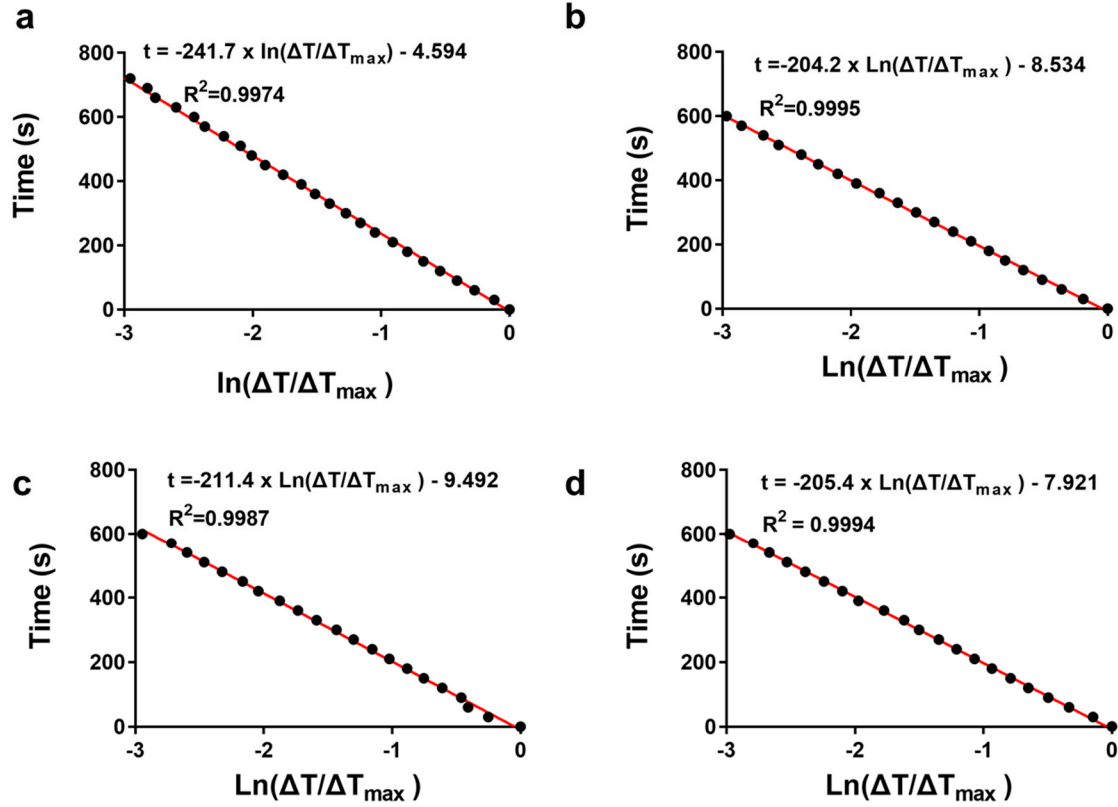 a
t = -241.7 x ln(ΔT/ΔTmax) - 4.594
R²=0.9974
800
600
400
200
0
Time (s)
-3 -2 -1 0
ln(ΔT/ΔTmax )
b
t =-204.2 x Ln(ΔT/ΔTmax ) - 8.534
R²=0.9995
800
600
400
200
0
Time (s)
-3 -2 -1 0
Ln(ΔT/ΔTmax )
c
t =-211.4 x Ln(ΔT/ΔTmax ) - 9.492
R²=0.9987
800
600
400
200
0
Time (s)
-3 -2 -1 0
Ln(ΔT/ΔTmax )
d
t = -205.4 x Ln(ΔT/ΔTmax ) - 7.921
R² = 0.9994
800
600
400
200
0
Time (s)
-3 -2 -1 0
Ln(ΔT/ΔTmax )